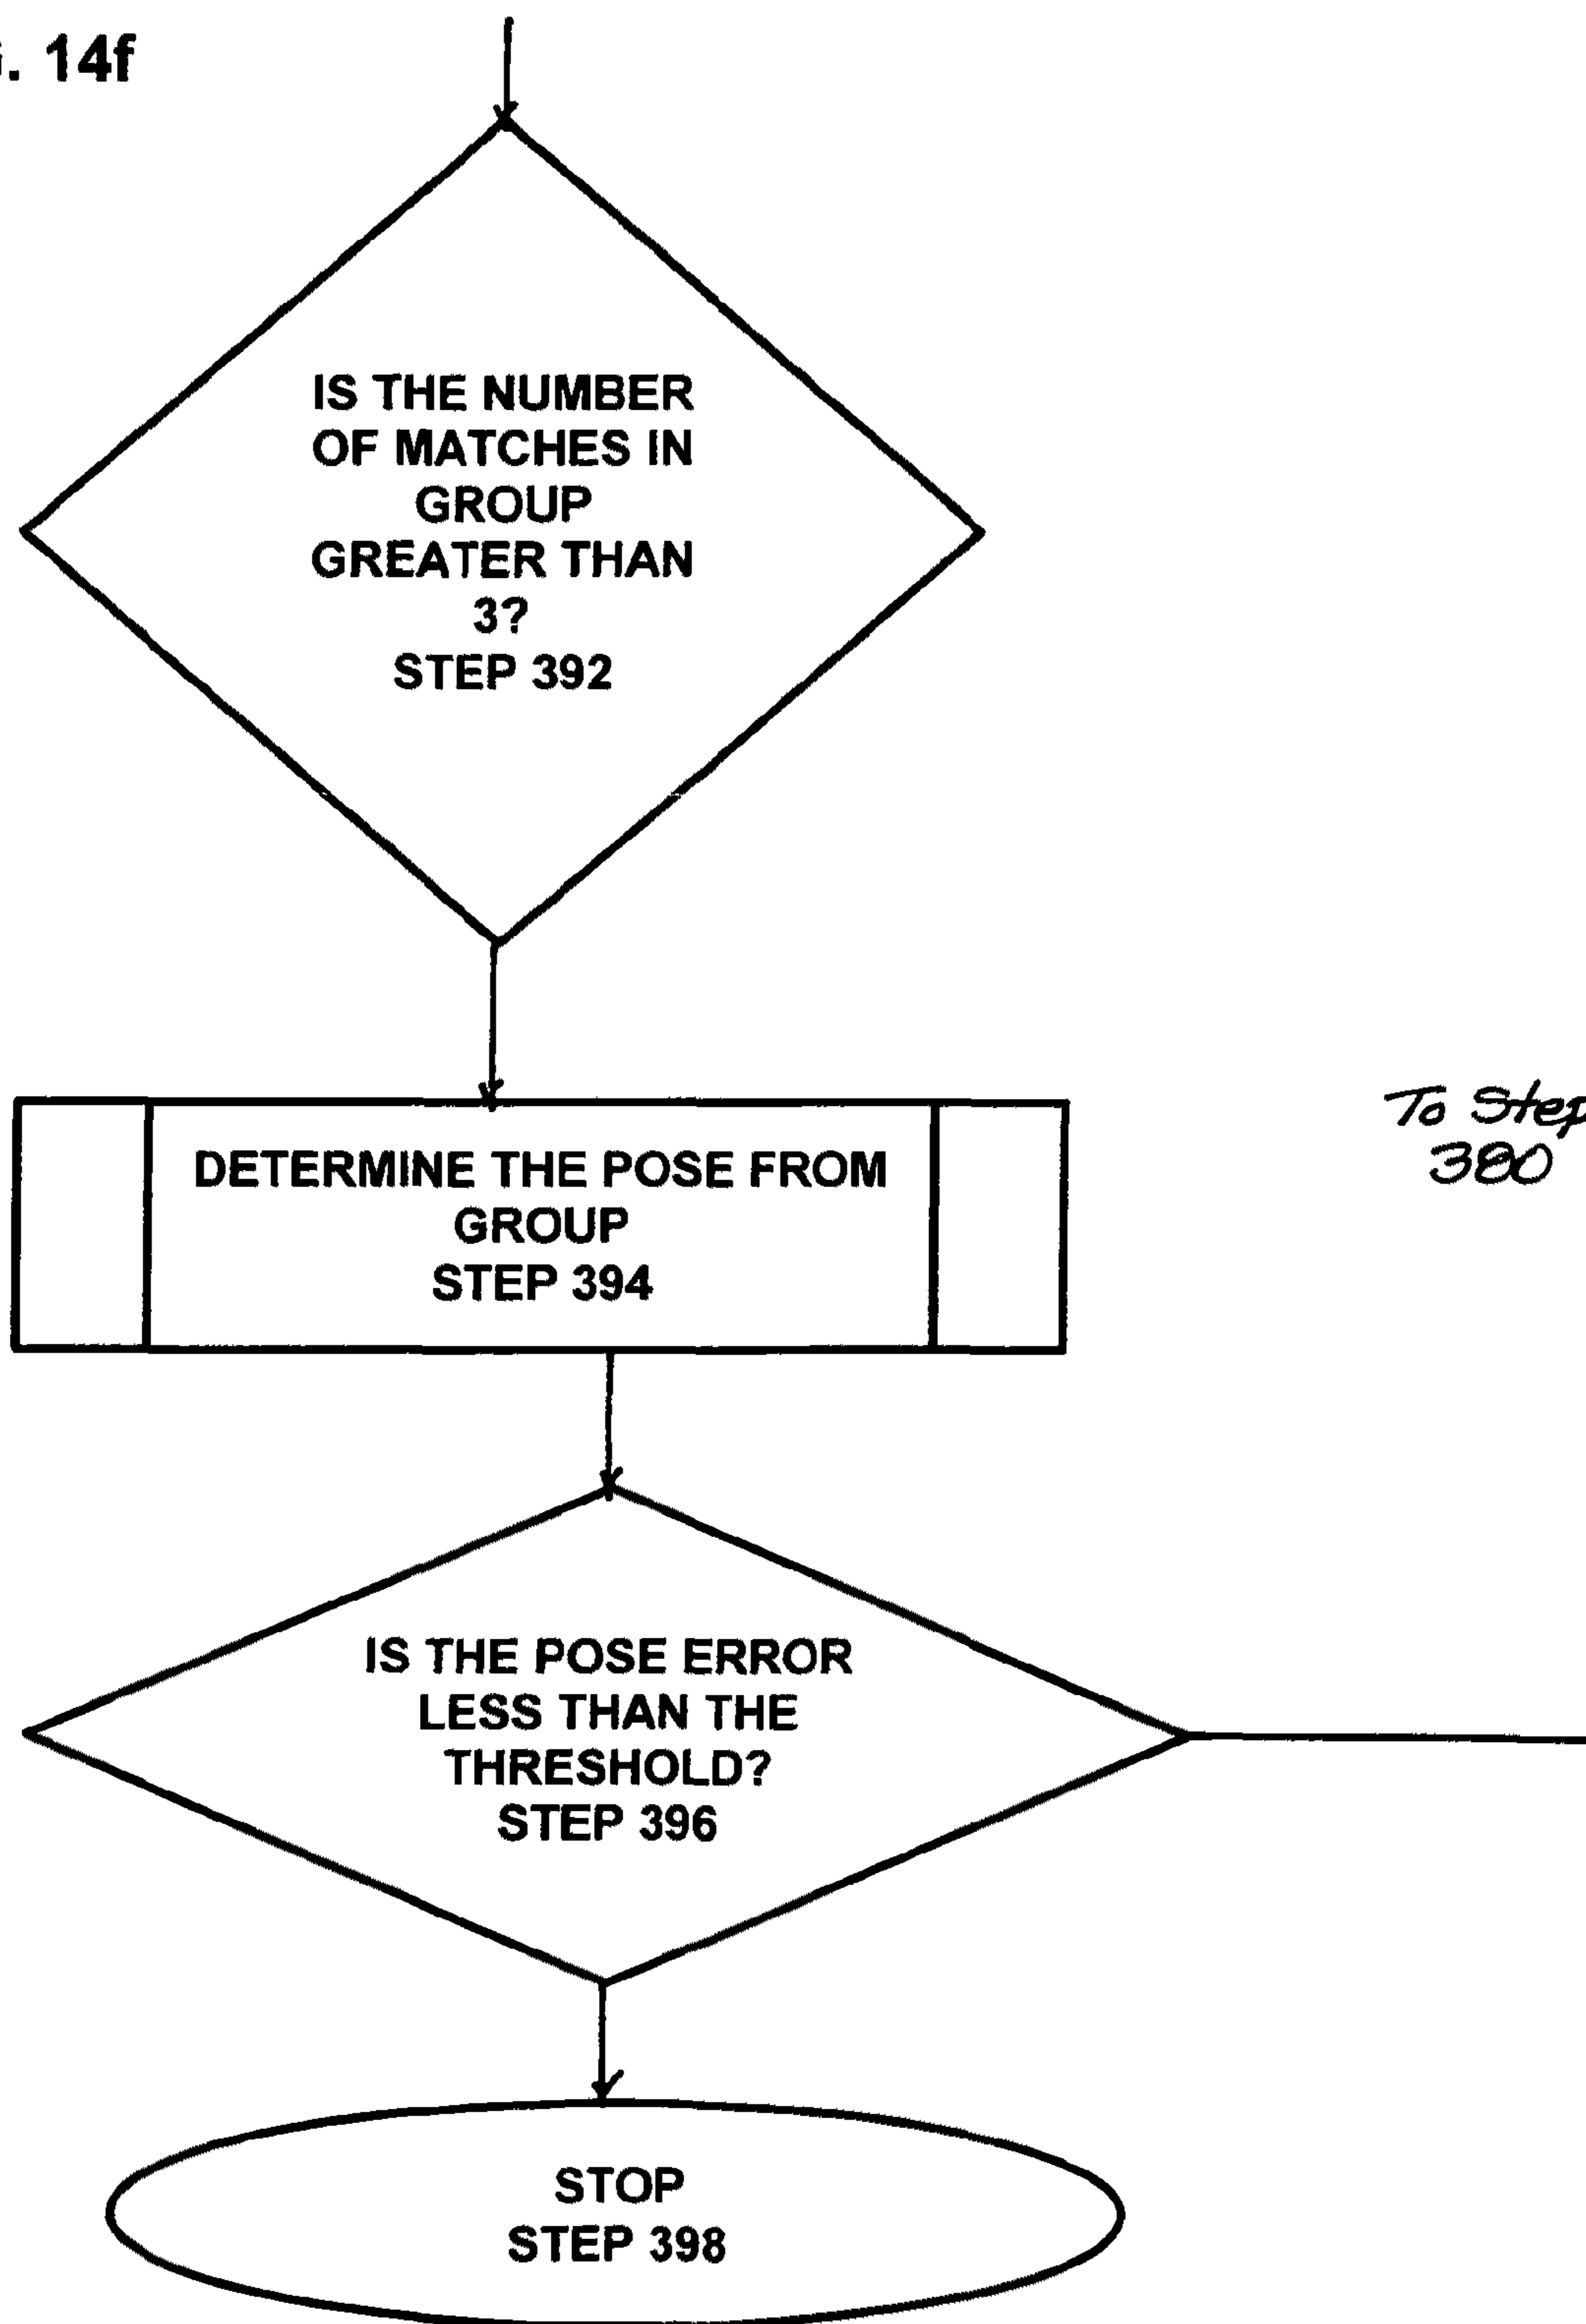 . 14f
IS THE NUMBER
OF MATCHES IN
GROUP
GREATER THAN
3?
STEP 392
DETERMINE THE POSE FROM
GROUP
STEP 394
To Step
380
IS THE POSE ERROR
LESS THAN THE
THRESHOLD?
STEP 396
STOP
STEP 398